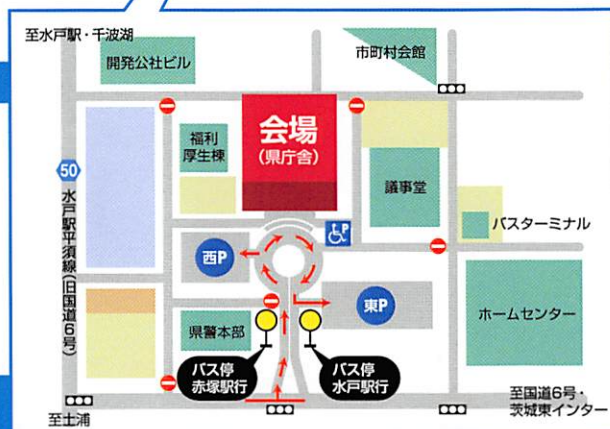 至水戸駅・千波湖
開発公社ビル
市町村会館
会場
(県庁舎)
福利
厚生棟
議事堂
50
水戸駅平須線(旧国道6号)
P
バスターミナル
西P
東P
ホームセンター
県警本部
バス停
赤塚駅行
バス停
水戸駅行
至国道6号・
茨城東インター
至土浦